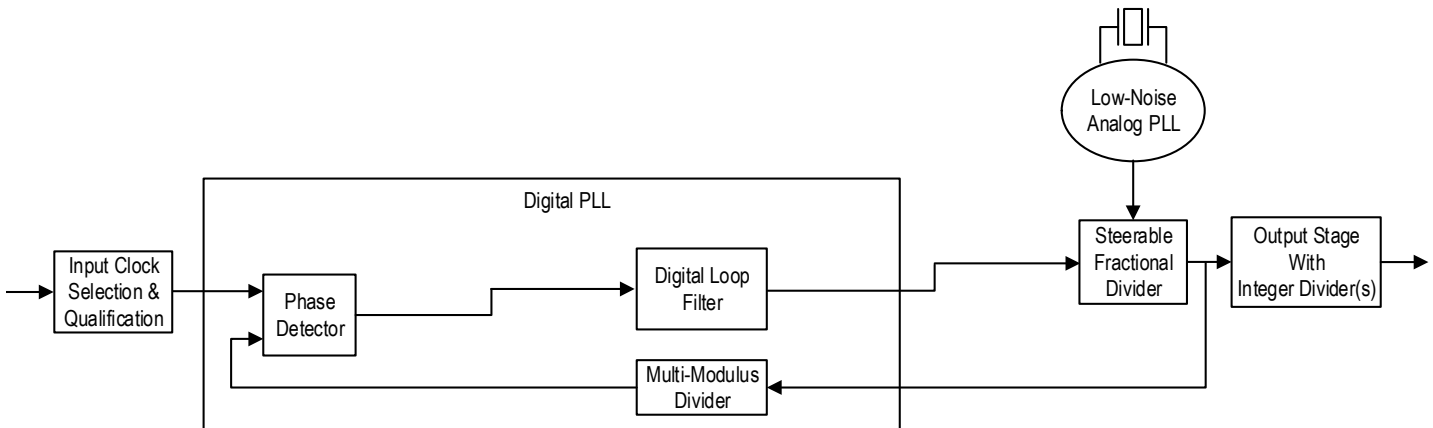 Low-Noise
Analog PLL
Digital PLL
Input Clock
Selection &
Qualification
Phase
Detector
Digital Loop
Filter
Multi-Modulus
Divider
Steerable
Fractional
Divider
Output Stage
With
Integer Divider(s)